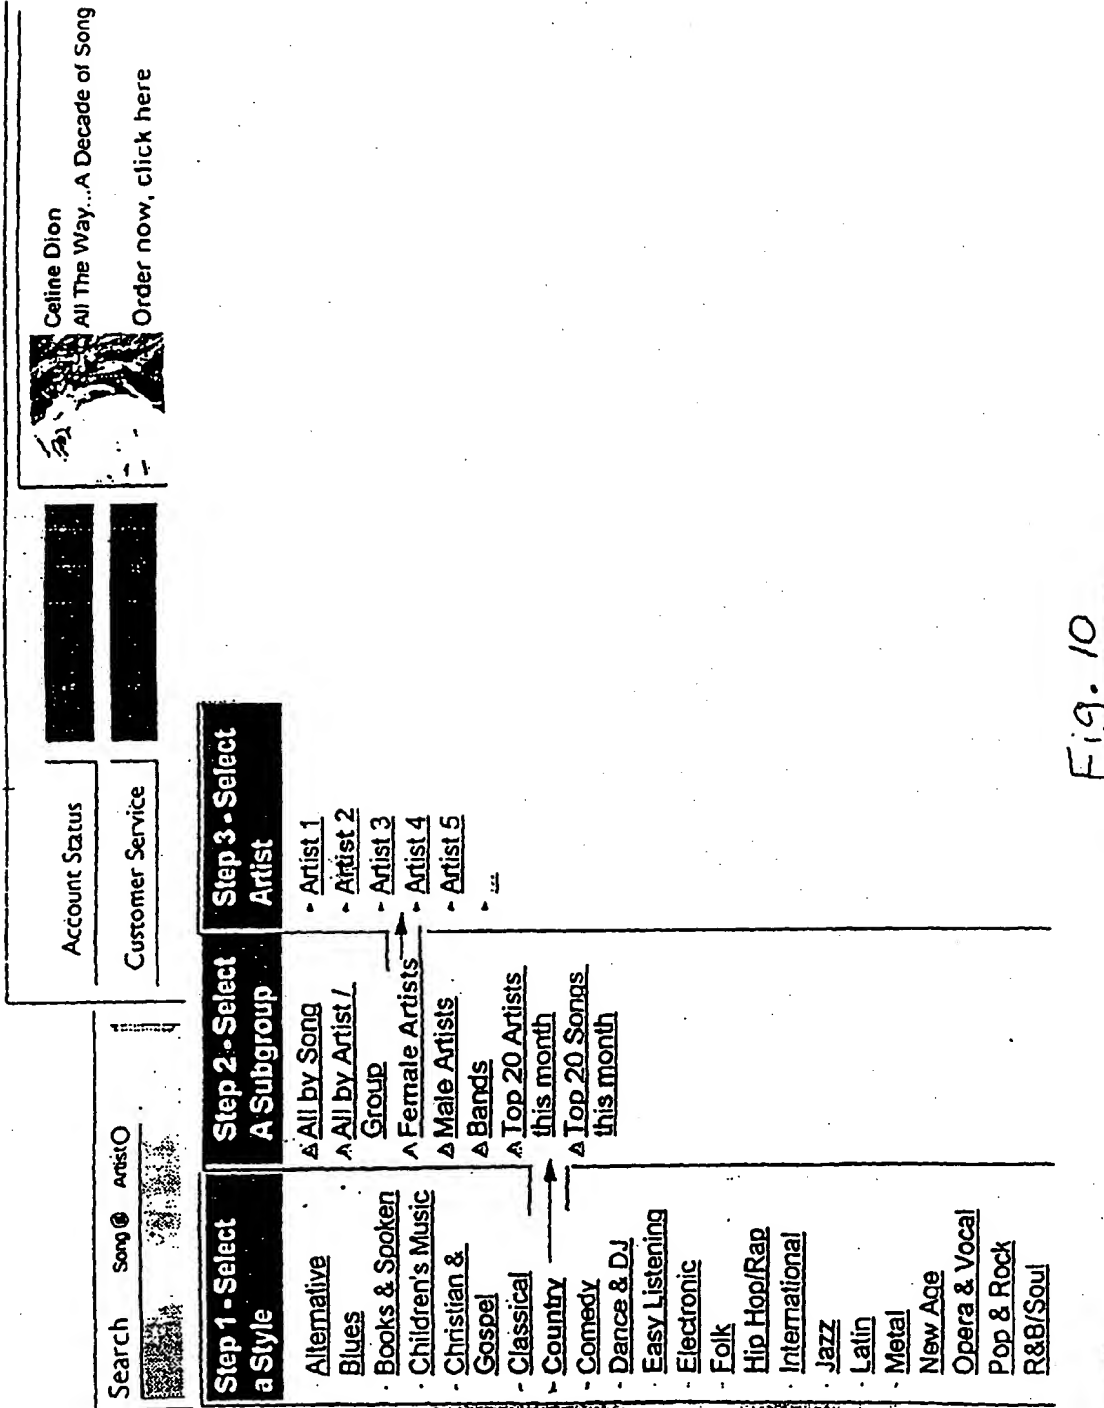 Search Song Artist
Account Status
Customer Service
Celine Dion
All The Way...A Decade of Song
Order now, click here
Step 1 - Select
a Style
Alternative
Blues
Books & Spoken
Children's Music
Christian &
Gospel
Classical
Country
Comedy
Dance & DJ
Easy Listening
Electronic
Folk
Hip Hop/Rap
International
Jazz
Latin
Metal
New Age
Opera & Vocal
Pop & Rock
R&B/Soul
Step 2 - Select
A Subgroup
All by Song
All by Artist /
Group
Female Artists
Male Artists
Bands
Top 20 Artists
this month
Top 20 Songs
this month
Step 3 - Select
Artist
Artist 1
Artist 2
Artist 3
Artist 4
Artist 5
...
Fig. 10